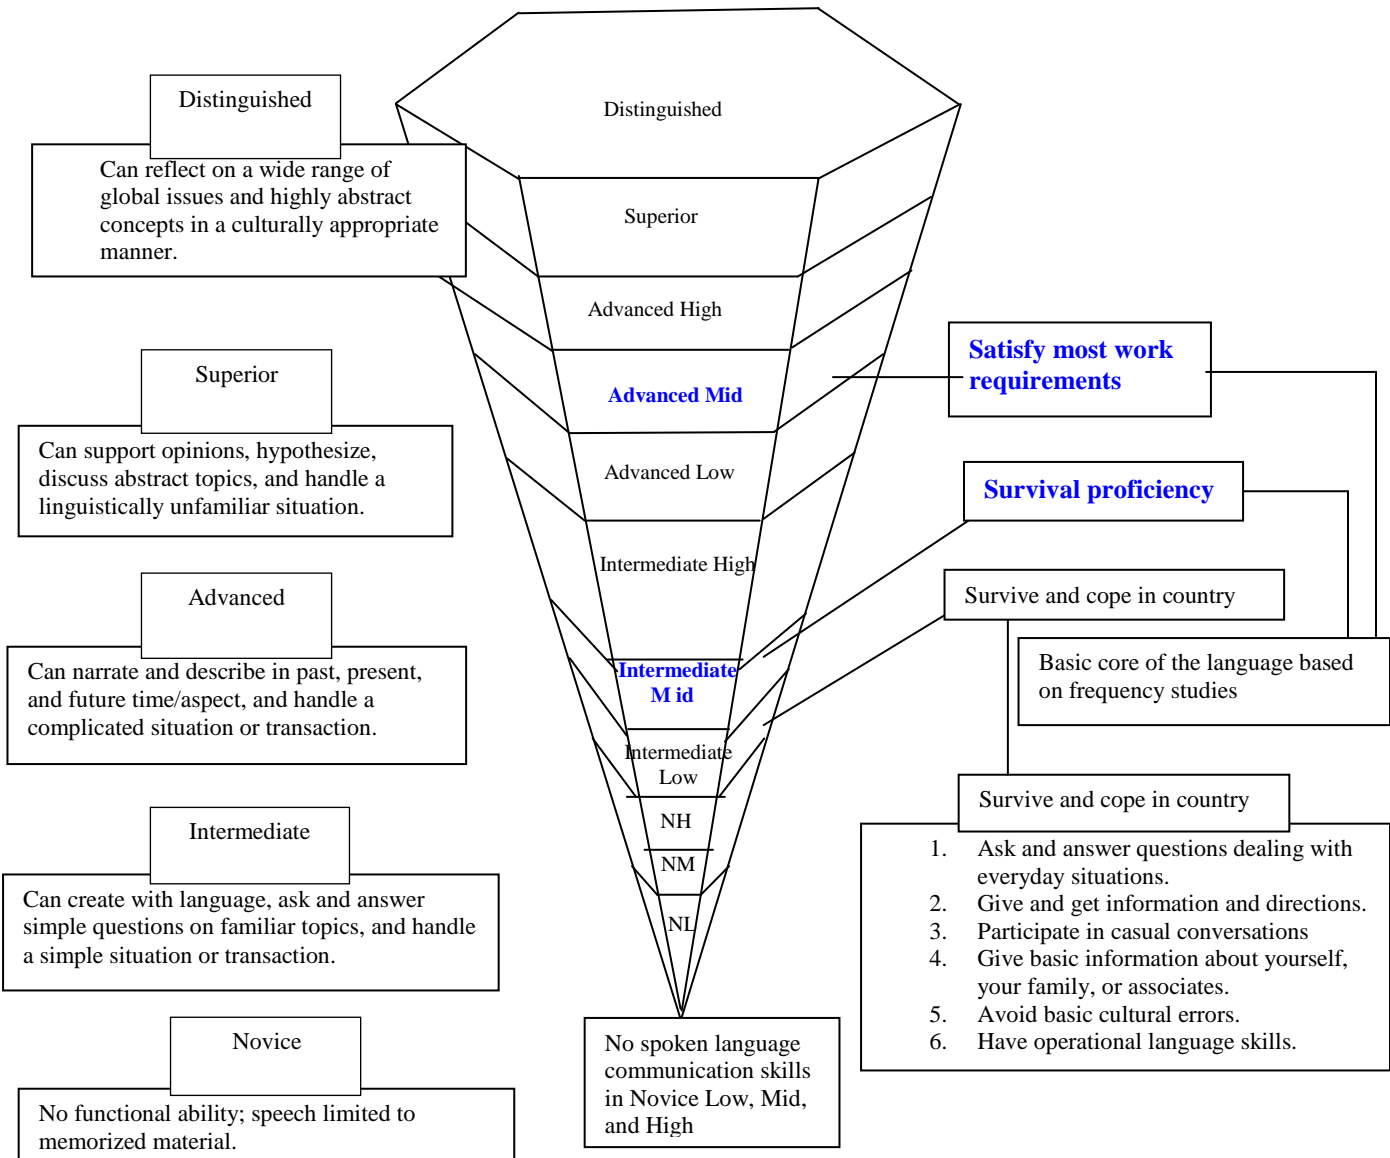 Distinguished
Can reflect on a wide range of
global issues and highly abstract
concepts in a culturally appropriate
manner.
Superior
Can support opinions, hypothesize,
discuss abstract topics, and handle a
linguistically unfamiliar situation.
Advanced
Can narrate and describe in past, present,
and future time/aspect, and handle a
complicated situation or transaction.
Intermediate
Can create with language, ask and answer
simple questions on familiar topics, and handle
a simple situation or transaction.
Novice
No functional ability; speech limited to
memorized material.
Distinguished
Superior
Advanced High
Advanced Mid
Advanced Low
Intermediate High
Intermediate
M id
Intermediate
Low
NH
NM
NL
No spoken language
communication skills
in Novice Low, Mid,
and High
Satisfy most work
requirements
Survival proficiency
Survive and cope in country
Basic core of the language based
on frequency studies
Survive and cope in country
1. Ask and answer questions dealing with
everyday situations.
2. Give and get information and directions.
3. Participate in casual conversations
4. Give basic information about yourself,
your family, or associates.
5. Avoid basic cultural errors.
6. Have operational language skills.